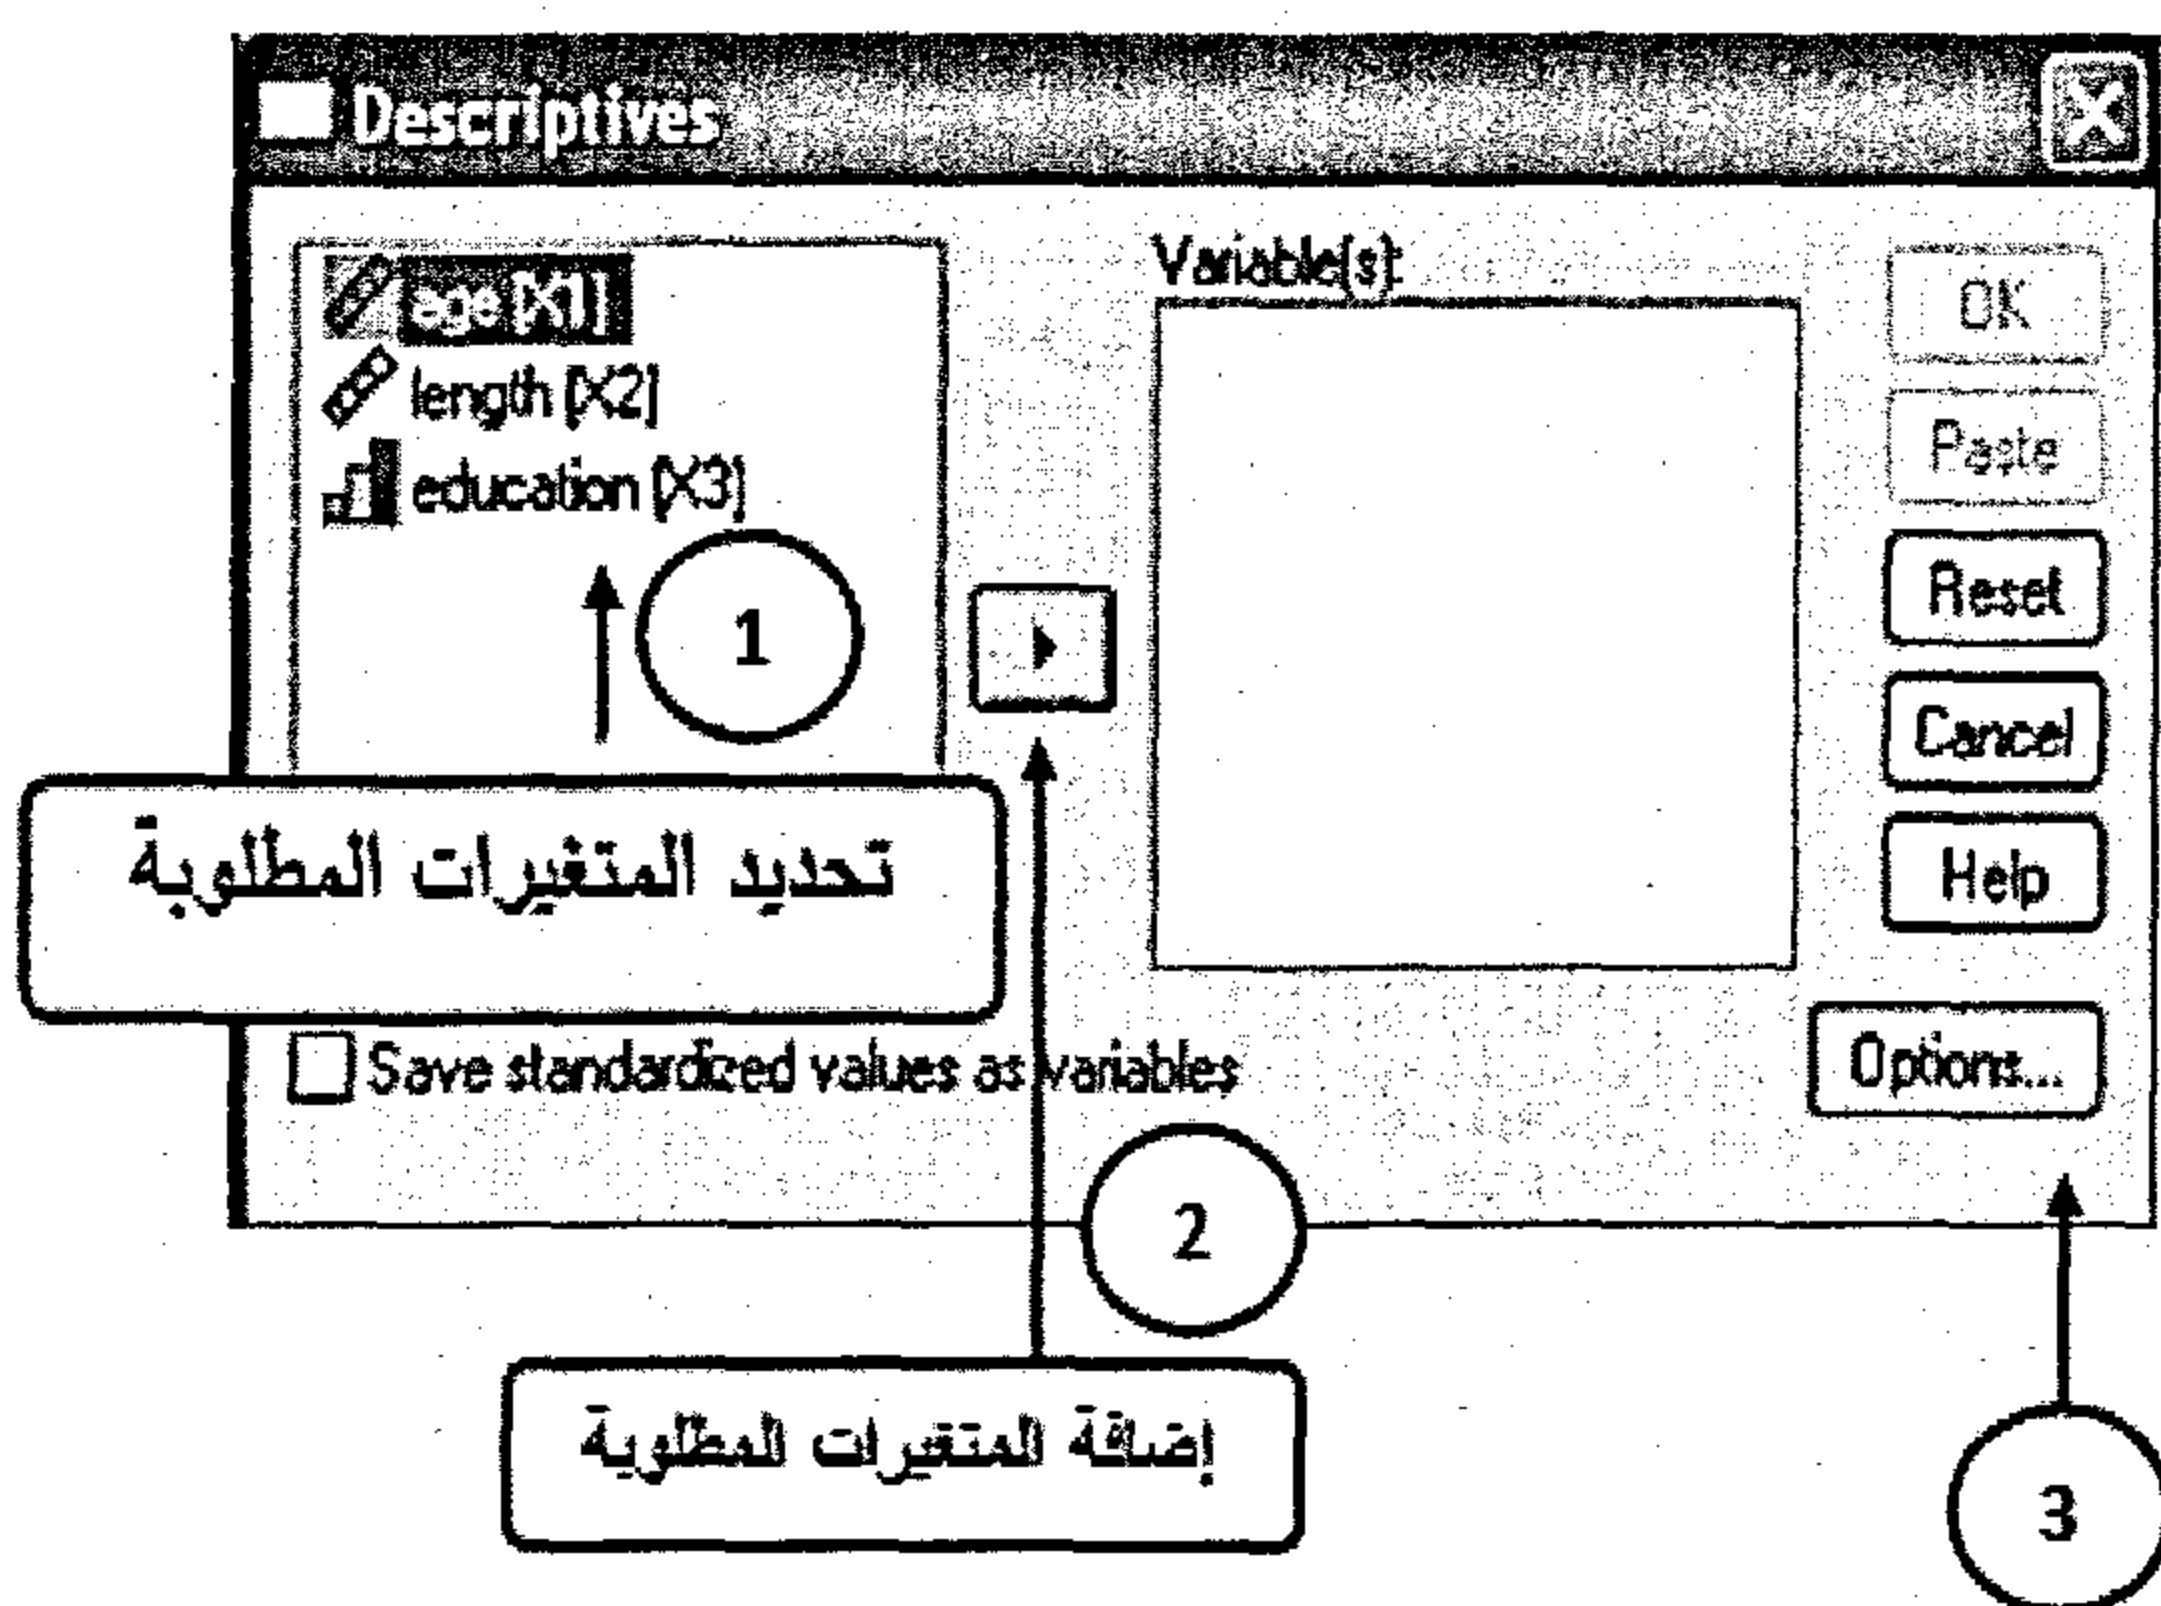 Descriptives
age [X1]
length [X2]
education [X3]
1
Variable(s):
OK
Paste
Reset
Cancel
Help
تحديد المتغيرات المطلوبة
Save standardized values as variables
Options...
2
إضافة المتغيرات المطلوبة
3